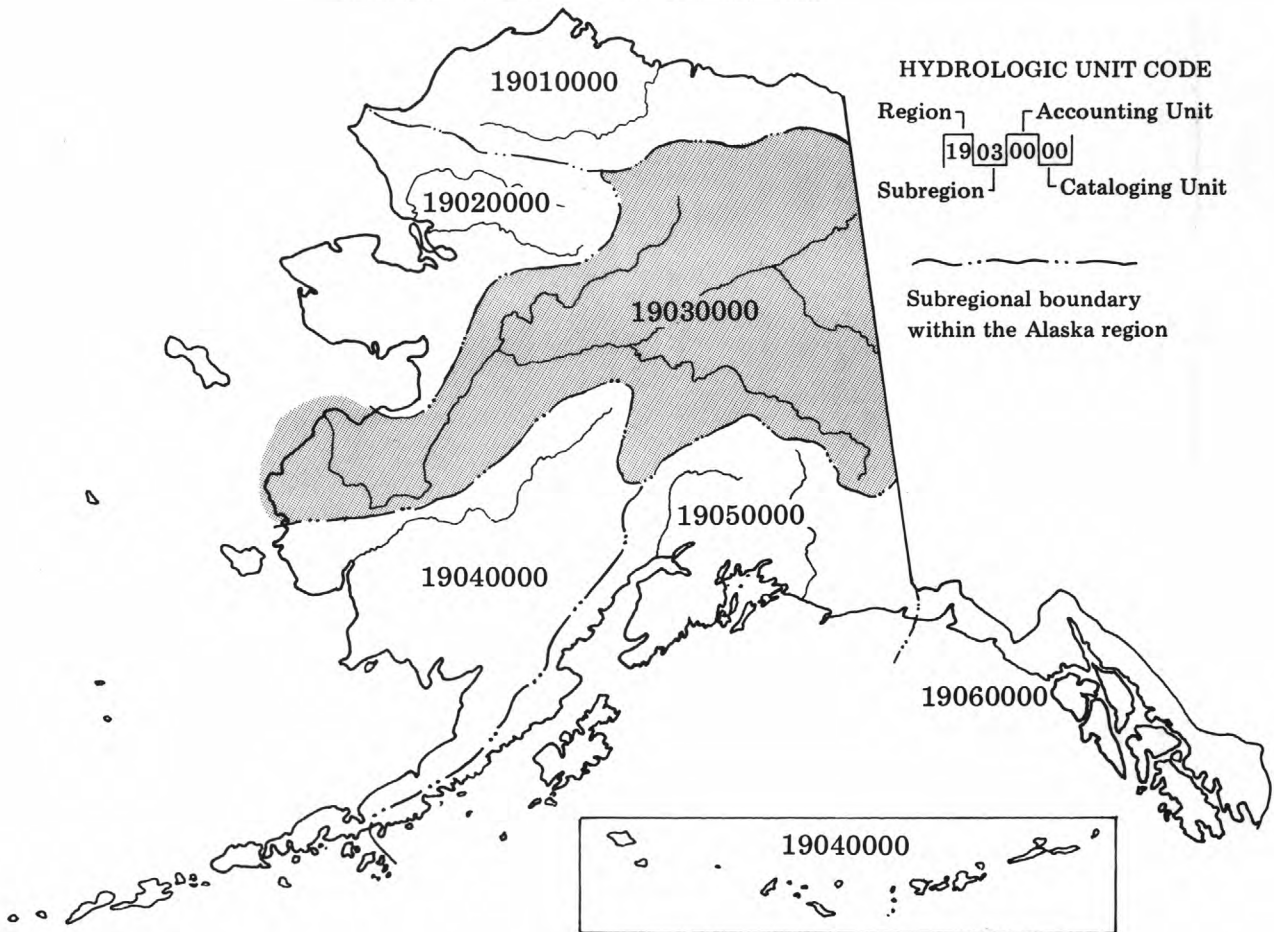 19010000
HYDROLOGIC UNIT CODE
Region Accounting Unit
19 03 00 00
Subregion Cataloging Unit
19020000
19030000
Subregional boundary
within the Alaska region
19050000
19040000
19060000
19040000